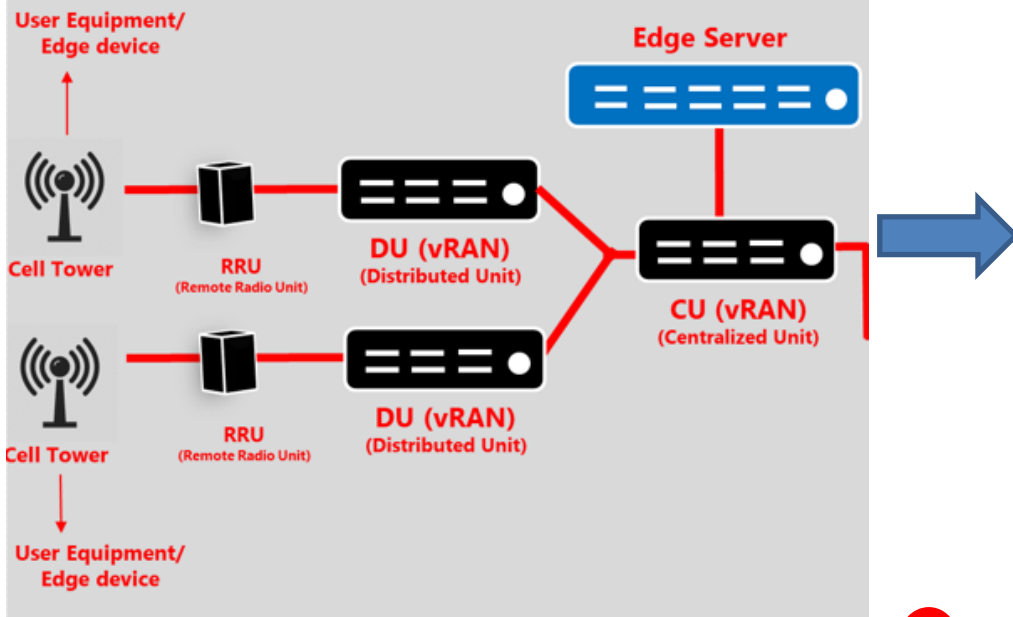 User Equipment/
Edge device
Edge Server
Cell Tower
RRU
(Remote Radio Unit)
DU (vRAN)
(Distributed Unit)
CU (vRAN)
(Centralized Unit)
Cell Tower
RRU
(Remote Radio Unit)
DU (vRAN)
(Distributed Unit)
User Equipment/
Edge device